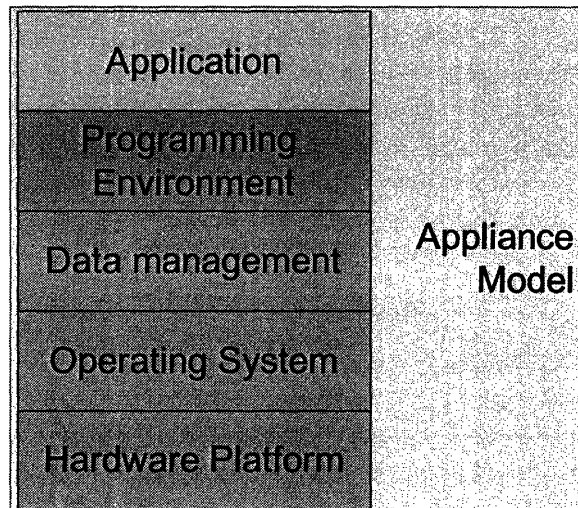 Application
Programming
Environment
Data management
Operating System
Hardware Platform
Appliance
Model